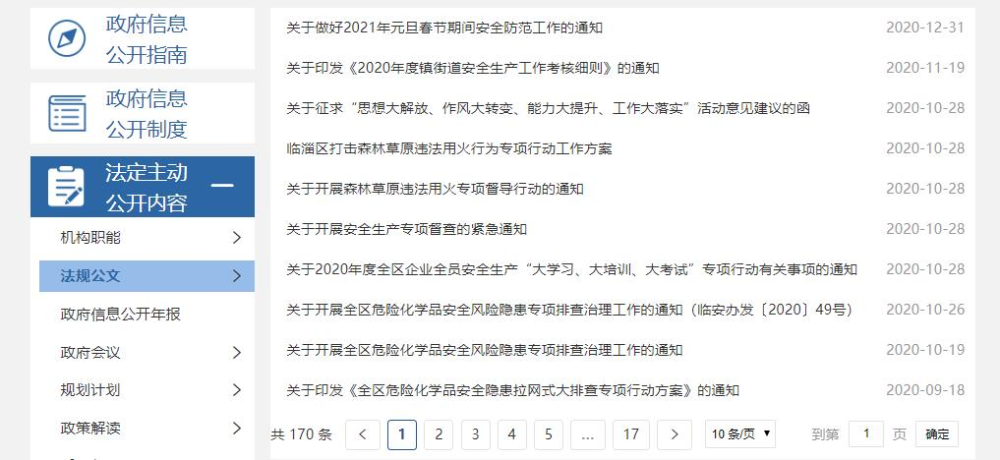 政府信息
公开指南
政府信息
公开制度
法定主动
公开内容
机构职能
法规公文
政府信息公开年报
政府会议
规划计划
政策解读
关于做好2021年元旦春节期间安全防范工作的通知 2020-12-31
关于印发《2020年度镇街道安全生产工作考核细则》的通知 2020-11-19
关于征求“思想大解放、作风大转变、能力大提升、工作大落实”活动意见建议的函 2020-10-28
临淄区打击森林草原违法用火行为专项行动工作方案 2020-10-28
关于开展森林草原违法用火专项督导行动的通知 2020-10-28
关于开展安全生产专项督查的紧急通知 2020-10-28
关于2020年度全区企业全员安全生产“大学习、大培训、大考试”专项行动有关事项的通知 2020-10-28
关于开展全区危险化学品安全风险隐患专项排查治理工作的通知（临安办发〔2020〕49号） 2020-10-26
关于开展全区危险化学品安全风险隐患专项排查治理工作的通知 2020-10-19
关于印发《全区危险化学品安全隐患拉网式大排查专项行动方案》的通知 2020-09-18
共 170 条 < 1 2 3 4 5 ... 17 > 10 条/页 到第 1 页 确定